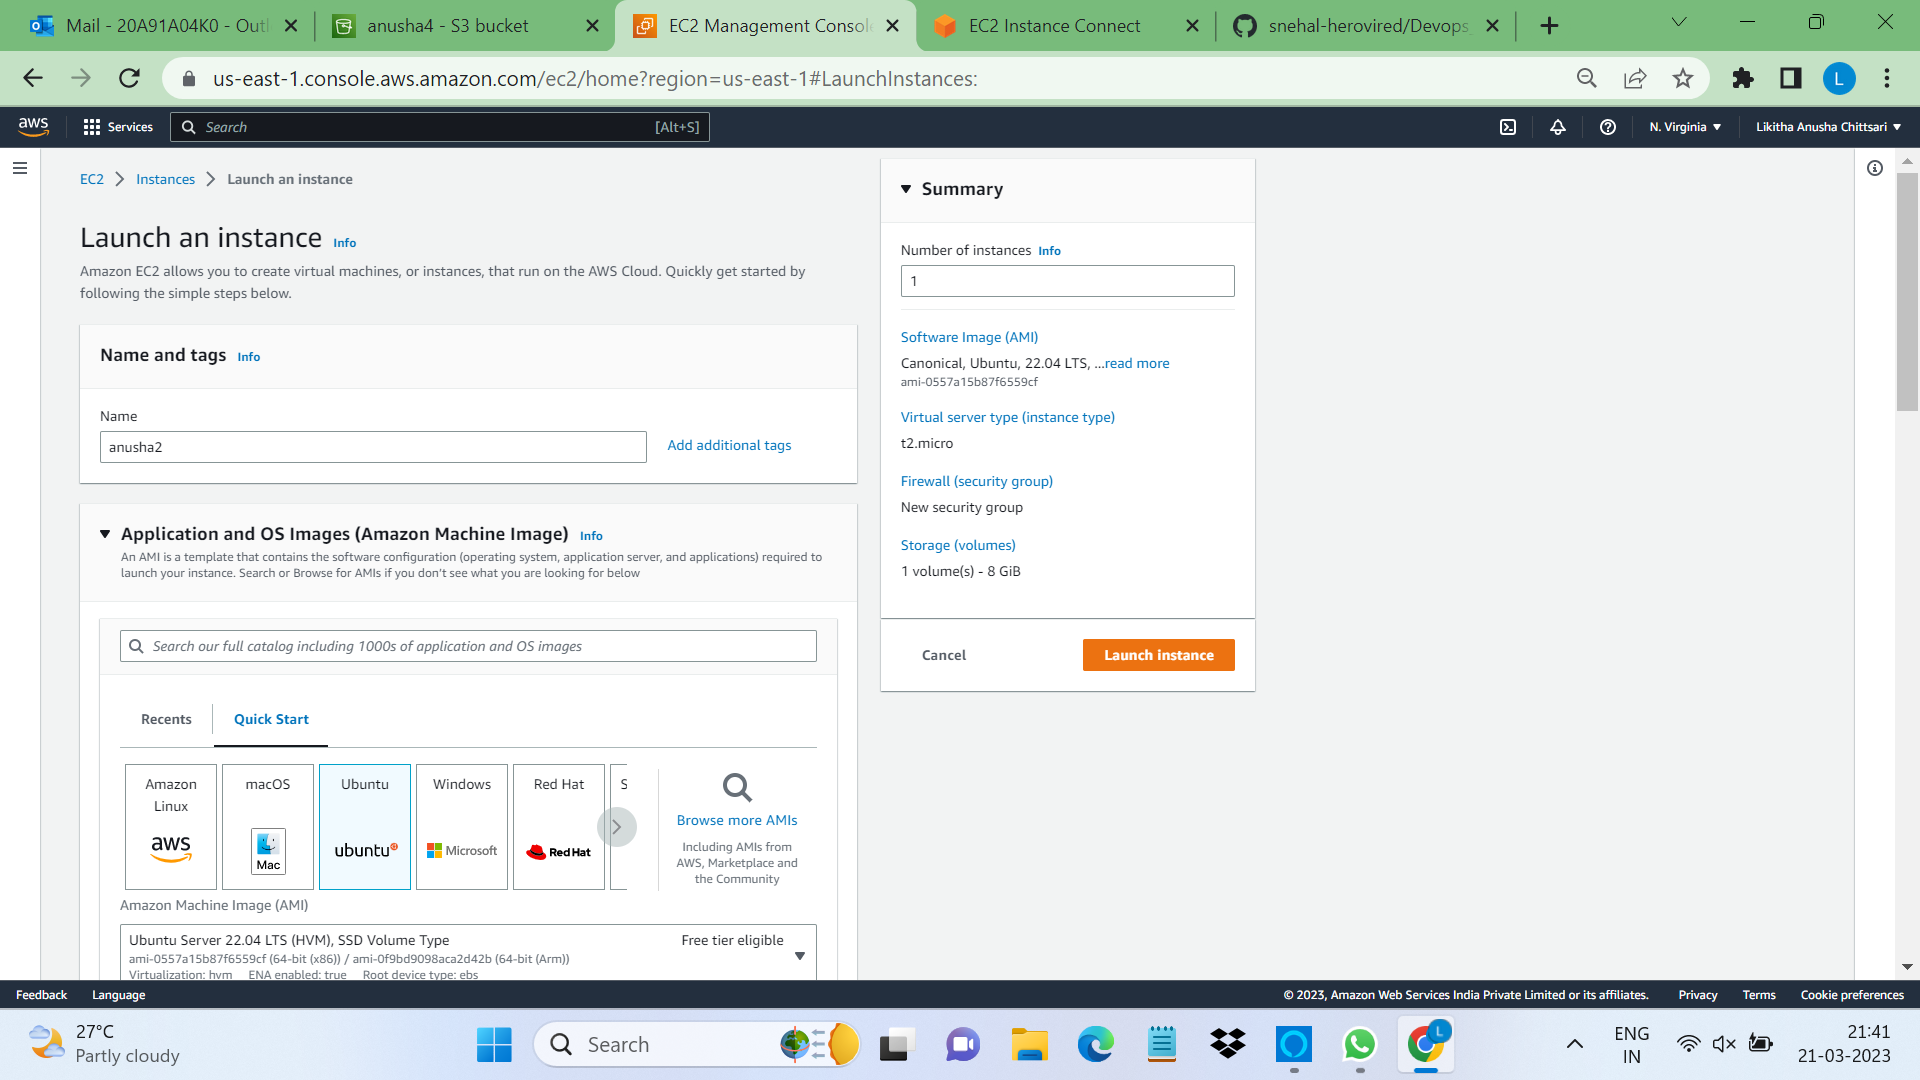 Mail - 20A91A04K0 - Outl
anusha4 - S3 bucket
EC2 Management Console
EC2 Instance Connect
snehal-herovired/Devops
us-east-1.console.aws.amazon.com/ec2/home?region=us-east-1#LaunchInstances:
L
aws
Services
Search
[Alt+S]
N. Virginia
Likitha Anusha Chittsari
EC2
Instances
Launch an instance
Launch an instance Info
Amazon EC2 allows you to create virtual machines, or instances, that run on the AWS Cloud. Quickly get started by
following the simple steps below.
Name and tags Info
Name
anusha2
Add additional tags
Application and OS Images (Amazon Machine Image) Info
An AMI is a template that contains the software configuration (operating system, application server, and applications) required to
launch your instance. Search or Browse for AMIs if you don't see what you are looking for below
Search our full catalog including 1000s of application and OS images
Recents
Quick Start
Amazon
Linux
aws
macOS
Mac
Ubuntu
ubuntu
Windows
Microsoft
Red Hat
Red Hat
S
Browse more AMIs
Including AMIs from
AWS, Marketplace and
the Community
Amazon Machine Image (AMI)
Ubuntu Server 22.04 LTS (HVM), SSD Volume Type
Free tier eligible
ami-0557a15b87f6559cf (64-bit (x86)) / ami-0f9bd9098aca2d42b (64-bit (Arm))
Virtualization: hvm ENA enabled: true Root device type: ebs
Summary
Number of instances Info
1
Software Image (AMI)
Canonical, Ubuntu, 22.04 LTS, ...read more
ami-0557a15b87f6559cf
Virtual server type (instance type)
t2.micro
Firewall (security group)
New security group
Storage (volumes)
1 volume(s) - 8 GiB
Cancel
Launch instance
Feedback
Language
© 2023, Amazon Web Services India Private Limited or its affiliates.
Privacy
Terms
Cookie preferences
27°C
Partly cloudy
Search
L
ENG
IN
21:41
21-03-2023